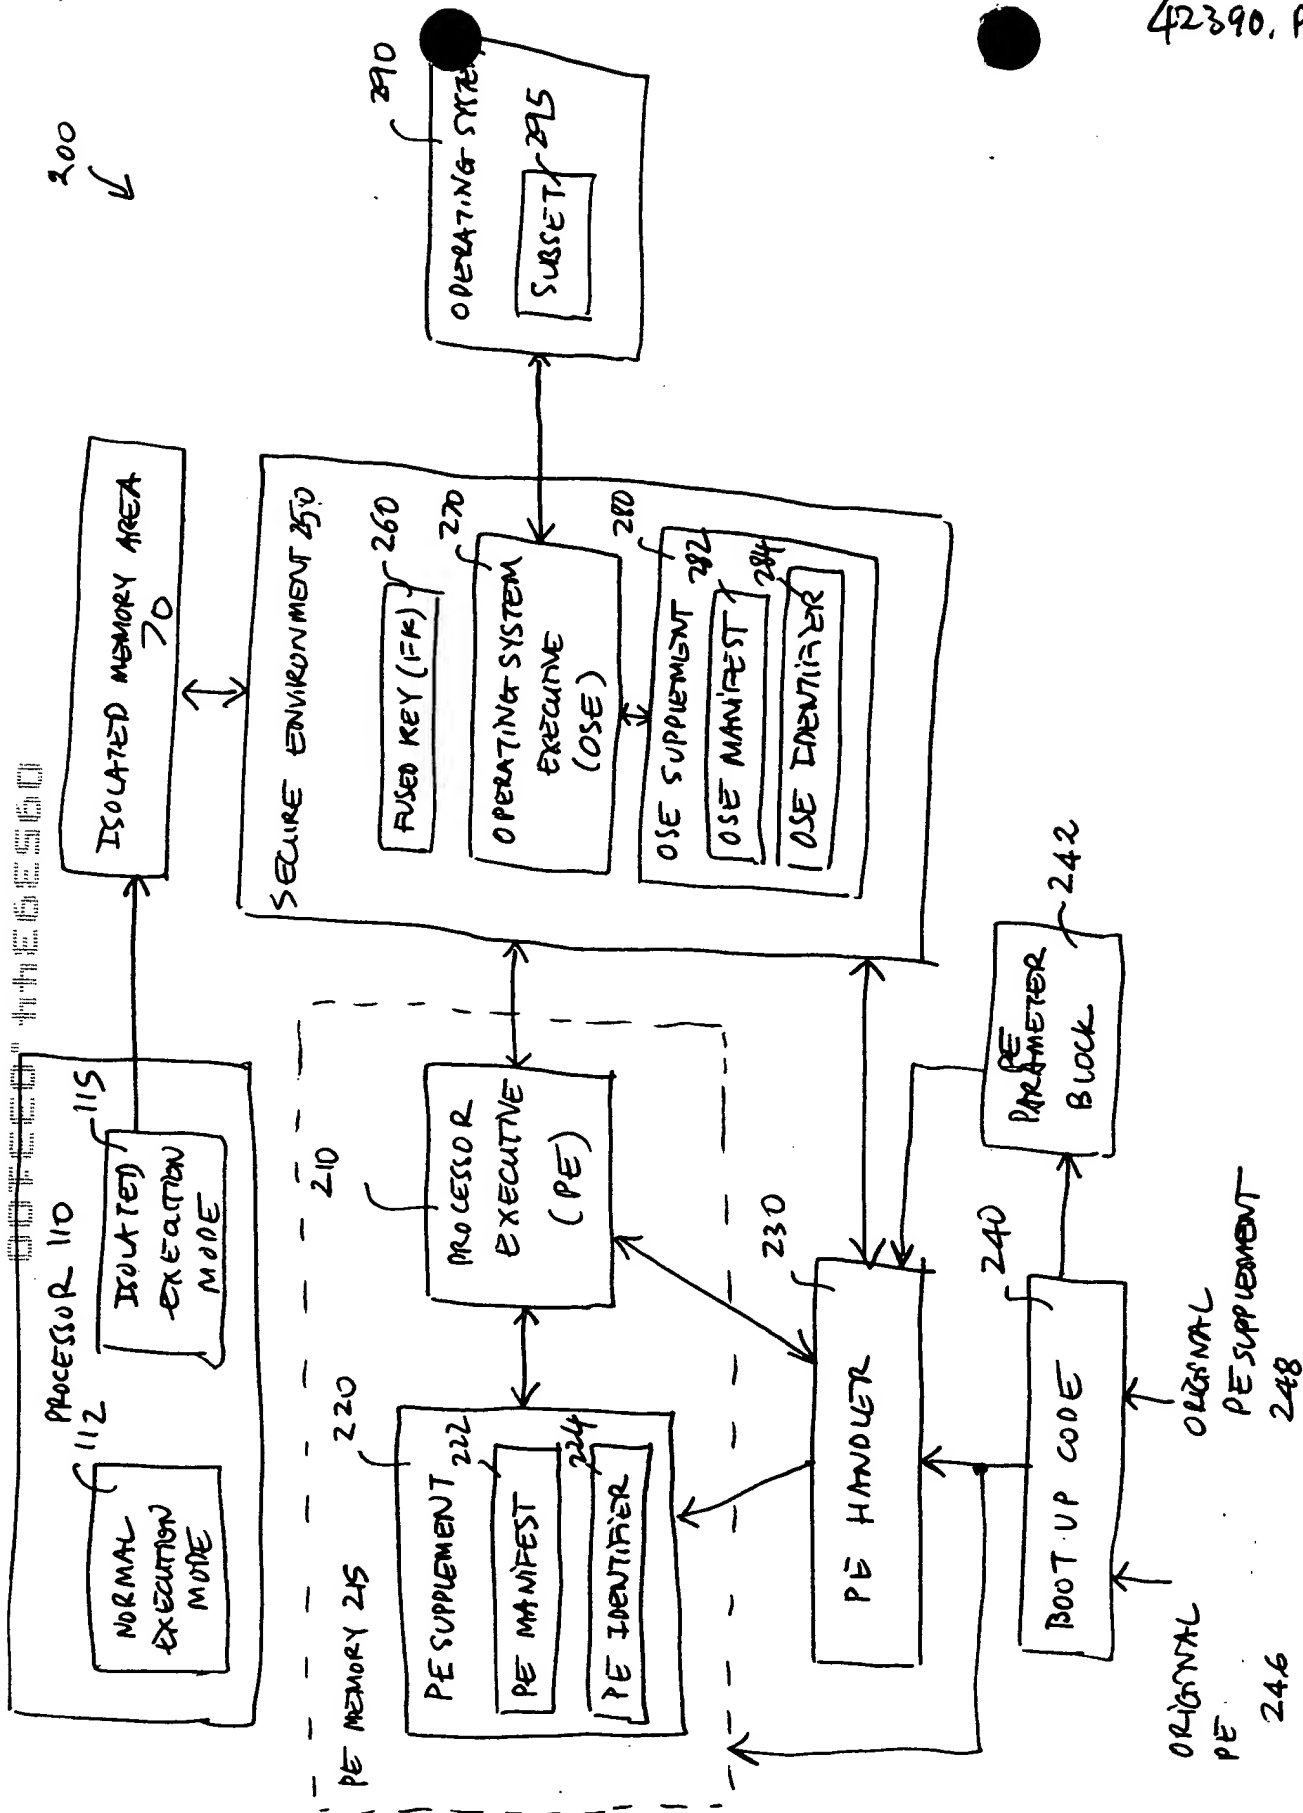 42390. P
200
PROCESSOR 110
112
NORMAL
EXECUTION
MODE
115
ISOLATED
EXECUTION
MODE
ISOLATED MEMORY AREA
70
PE MEMORY 215
220
PE SUPPLEMENT
222
PE MANIFEST
224
PE IDENTIFIER
210
PROCESSOR
EXECUTIVE
(PE)
SECURE ENVIRONMENT 250
260
FUSED KEY (FK)
270
OPERATING SYSTEM
EXECUTIVE
(OSE)
280
OSE SUPPLEMENT
282
OSE MANIFEST
284
OSE IDENTIFIER
290
OPERATING SYSTEM
295
SUBSET
230
PE HANDLER
240
BOOT-UP CODE
242
PE
PARAMETER
BLOCK
ORIGINAL
PE
246
ORIGINAL
PE SUPPLEMENT
248